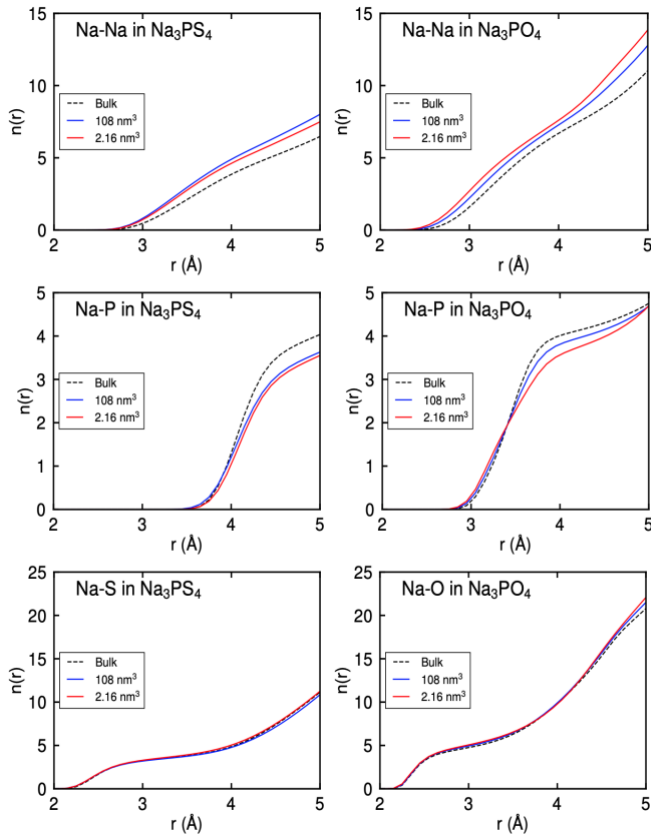 Na-Na in Na₃PS₄
n(r)
15
10
5
0
Bulk
108 nm³
2.16 nm³
2 3 4 5
r (Å)
Na-Na in Na₃PO₄
n(r)
15
10
5
0
Bulk
108 nm³
2.16 nm³
2 3 4 5
r (Å)
Na-P in Na₃PS₄
n(r)
5
4
3
2
1
0
Bulk
108 nm³
2.16 nm³
2 3 4 5
r (Å)
Na-P in Na₃PO₄
n(r)
5
4
3
2
1
0
Bulk
108 nm³
2.16 nm³
2 3 4 5
r (Å)
Na-S in Na₃PS₄
n(r)
25
20
15
10
5
0
Bulk
108 nm³
2.16 nm³
2 3 4 5
r (Å)
Na-O in Na₃PO₄
n(r)
25
20
15
10
5
0
Bulk
108 nm³
2.16 nm³
2 3 4 5
r (Å)